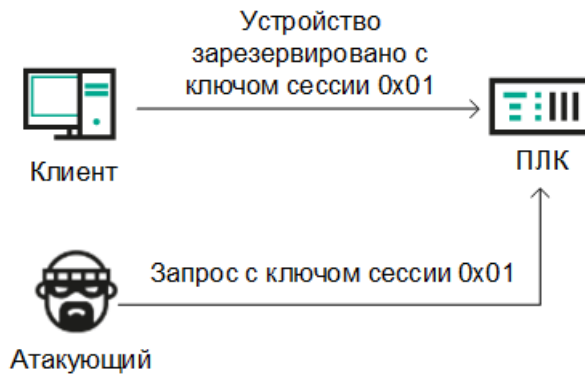 Устройство
зарезервировано с
ключом сессии 0x01
Клиент
ПЛК
Запрос с ключом сессии 0x01
Атакующий